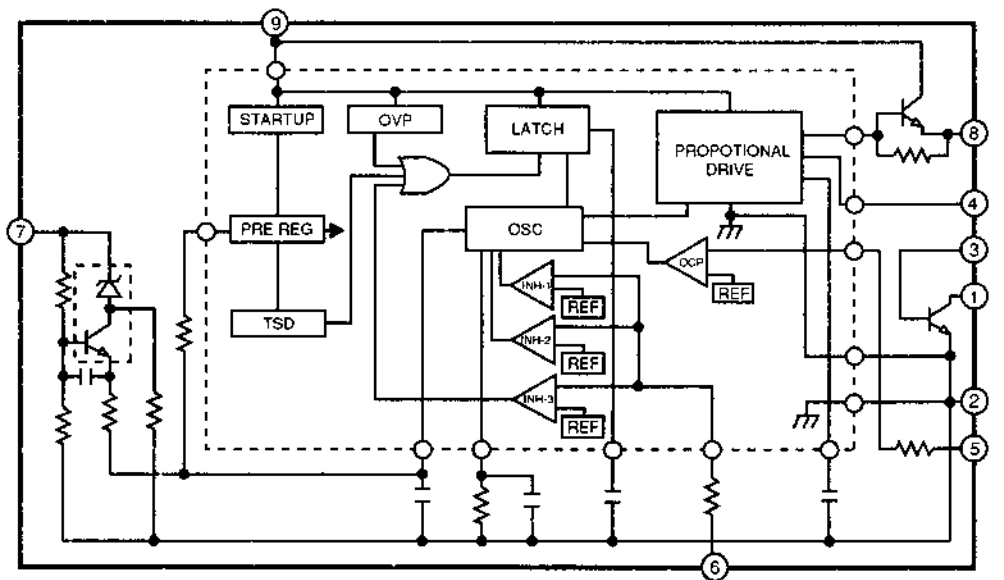 9
STARTUP
OVP
LATCH
PROPOTIONAL
DRIVE
8
4
7
PRE REG
OSC
3
OCP
REF
INH-1
REF
1
TSD
INH-2
REF
INH-3
REF
2
5
6